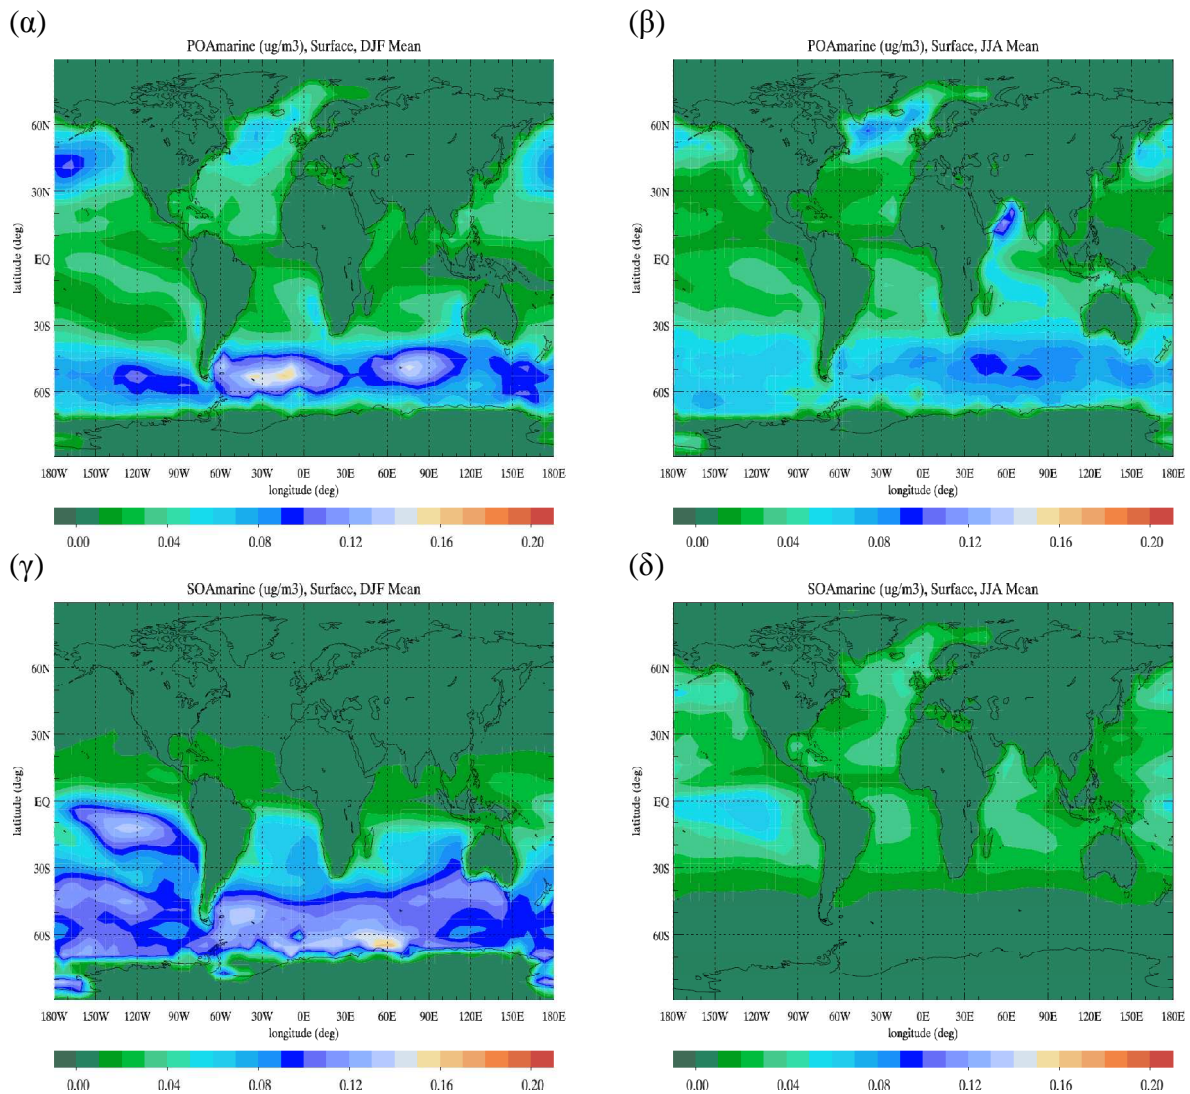 (α)
POAmarine (ug/m3), Surface, DJF Mean
latitude (deg)
60N
30N
EQ
30S
60S
180W 150W 120W 90W 60W 30W 0E 30E 60E 90E 120E 150E 180E
longitude (deg)
0.00 0.04 0.08 0.12 0.16 0.20
(β)
POAmarine (ug/m3), Surface, JJA Mean
latitude (deg)
60N
30N
EQ
30S
60S
180W 150W 120W 90W 60W 30W 0E 30E 60E 90E 120E 150E 180E
longitude (deg)
0.00 0.04 0.08 0.12 0.16 0.20
(γ)
SOAmarine (ug/m3), Surface, DJF Mean
latitude (deg)
60N
30N
EQ
30S
60S
180W 150W 120W 90W 60W 30W 0E 30E 60E 90E 120E 150E 180E
longitude (deg)
0.00 0.04 0.08 0.12 0.16 0.20
(δ)
SOAmarine (ug/m3), Surface, JJA Mean
latitude (deg)
60N
30N
EQ
30S
60S
180W 150W 120W 90W 60W 30W 0E 30E 60E 90E 120E 150E 180E
longitude (deg)
0.00 0.04 0.08 0.12 0.16 0.20